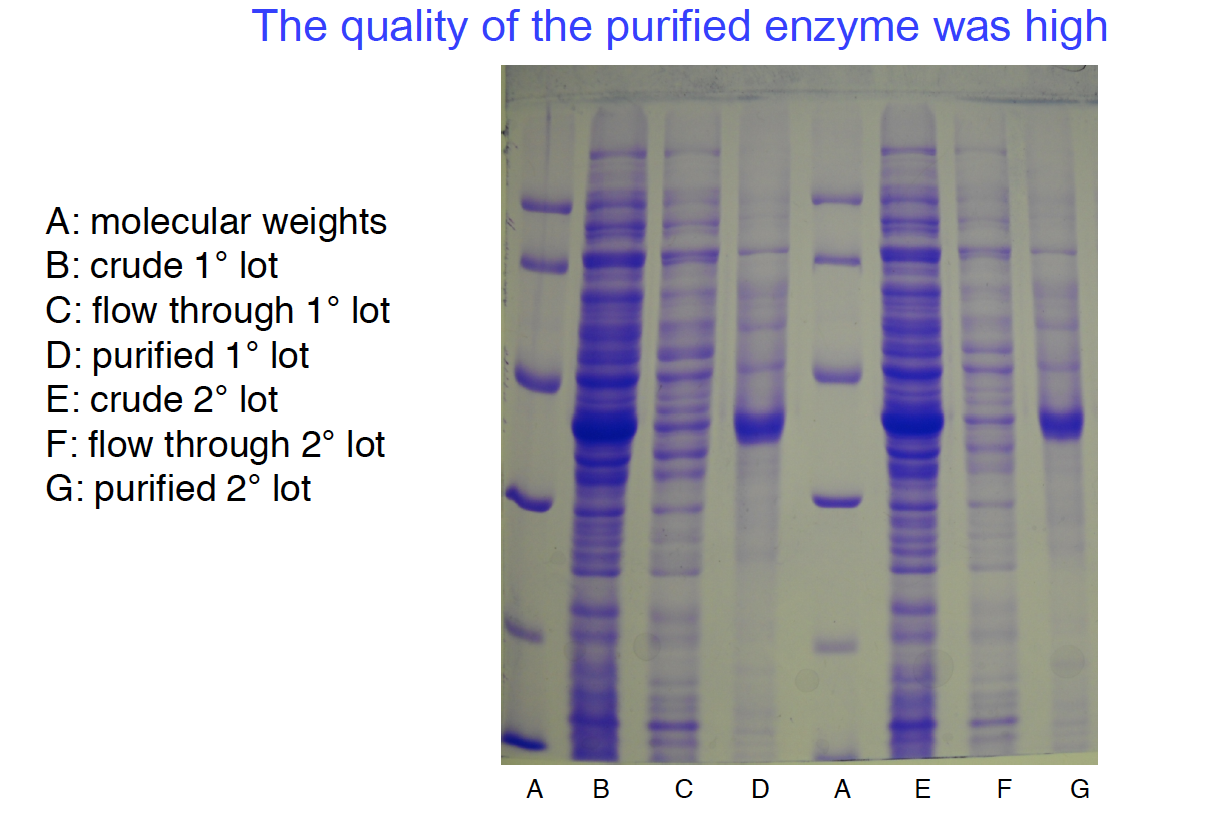 The quality of the purified enzyme was high
A: molecular weights
B: crude 1° lot
C: flow through 1° lot
D: purified 1° lot
E: crude 2° lot
F: flow through 2° lot
G: purified 2° lot
A B C D A E F G